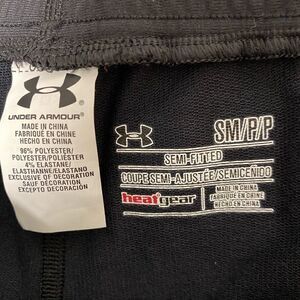 UNDER ARMOUR
MADE IN CHINA
FABRIQUE EN CHINE
HECHO EN CHINA
96% POLYESTER/
POLYESTER/POLIÉSTER
4% ELASTANE/
ELASTHANNE/ELASTANO
EXCLUSIVE OF DECORATION
SAUF DÉCORATION
EXCEPTO DECORACIÓN
SM/P/P
SEMI-FITTED
COUPE SEMI-AJUSTÉE/SEMICEÑIDO
heatgear
MADE IN CHINA
FABRIQUÉ EN CHINE
HECHO EN CHINA